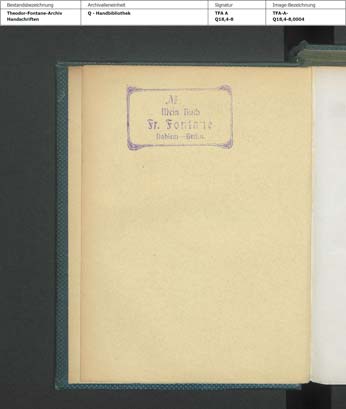 Bestandsbezeichnung Archivalieneinheit Signatur Image-Bezeichnung
Theodor-Fontane-Archiv Q - Handbibliothek TFA A TFA-A-
Handschriften Q18,4-8 Q18,4-8,0004
№
Mein Buch
Fr. Fontane
Dahlem-Berlin.